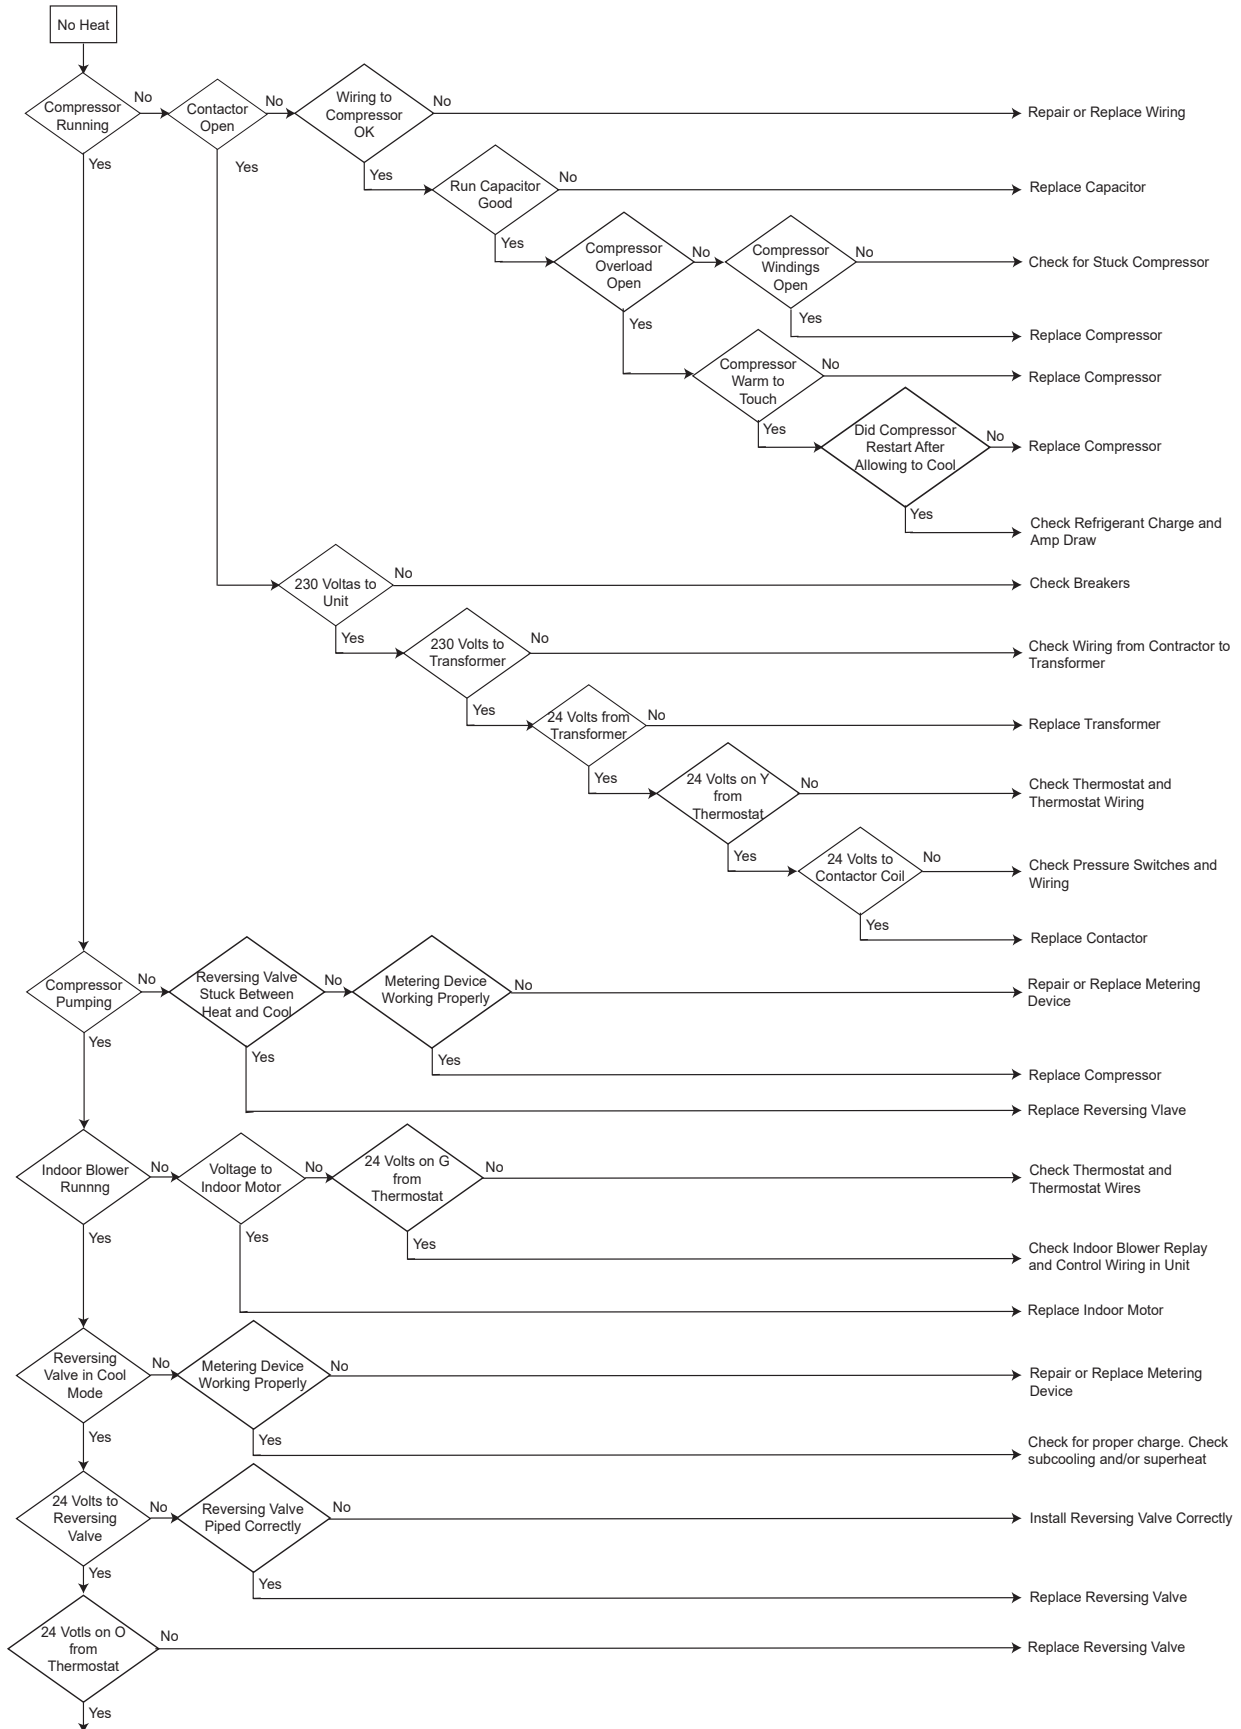 No Heat
Compressor
Running
No
Yes
Contactor
Open
No
Yes
Wiring to
Compressor
OK
No
Repair or Replace Wiring
Yes
Run Capacitor
Good
No
Replace Capacitor
Yes
Compressor
Overload
Open
No
Compressor
Windings
Open
No
Check for Stuck Compressor
Yes
Replace Compressor
Yes
Compressor
Warm to
Touch
No
Replace Compressor
Yes
Did Compressor
Restart After
Allowing to Cool
No
Replace Compressor
Yes
Check Refrigerant Charge and
Amp Draw
230 Voltas to
Unit
No
Check Breakers
Yes
230 Volts to
Transformer
No
Check Wiring from Contractor to
Transformer
Yes
24 Volts from
Transformer
No
Replace Transformer
Yes
24 Volts on Y
from
Thermostat
No
Check Thermostat and
Thermostat Wiring
Yes
24 Volts to
Contactor Coil
No
Check Pressure Switches and
Wiring
Yes
Replace Contactor
Compressor
Pumping
No
Yes
Reversing Valve
Stuck Between
Heat and Cool
No
Metering Device
Working Properly
No
Repair or Replace Metering
Device
Yes
Replace Compressor
Yes
Replace Reversing Vlave
Indoor Blower
Runnng
No
Yes
Voltage to
Indoor Motor
No
24 Volts on G
from
Thermostat
No
Check Thermostat and
Thermostat Wires
Yes
Check Indoor Blower Replay
and Control Wiring in Unit
Yes
Replace Indoor Motor
Reversing
Valve in Cool
Mode
No
Yes
Metering Device
Working Properly
No
Repair or Replace Metering
Device
Yes
Check for proper charge. Check
subcooling and/or superheat
24 Volts to
Reversing
Valve
No
Yes
Reversing Valve
Piped Correctly
No
Install Reversing Valve Correctly
Yes
Replace Reversing Valve
24 Votls on O
from
Thermostat
No
Replace Reversing Valve
Yes